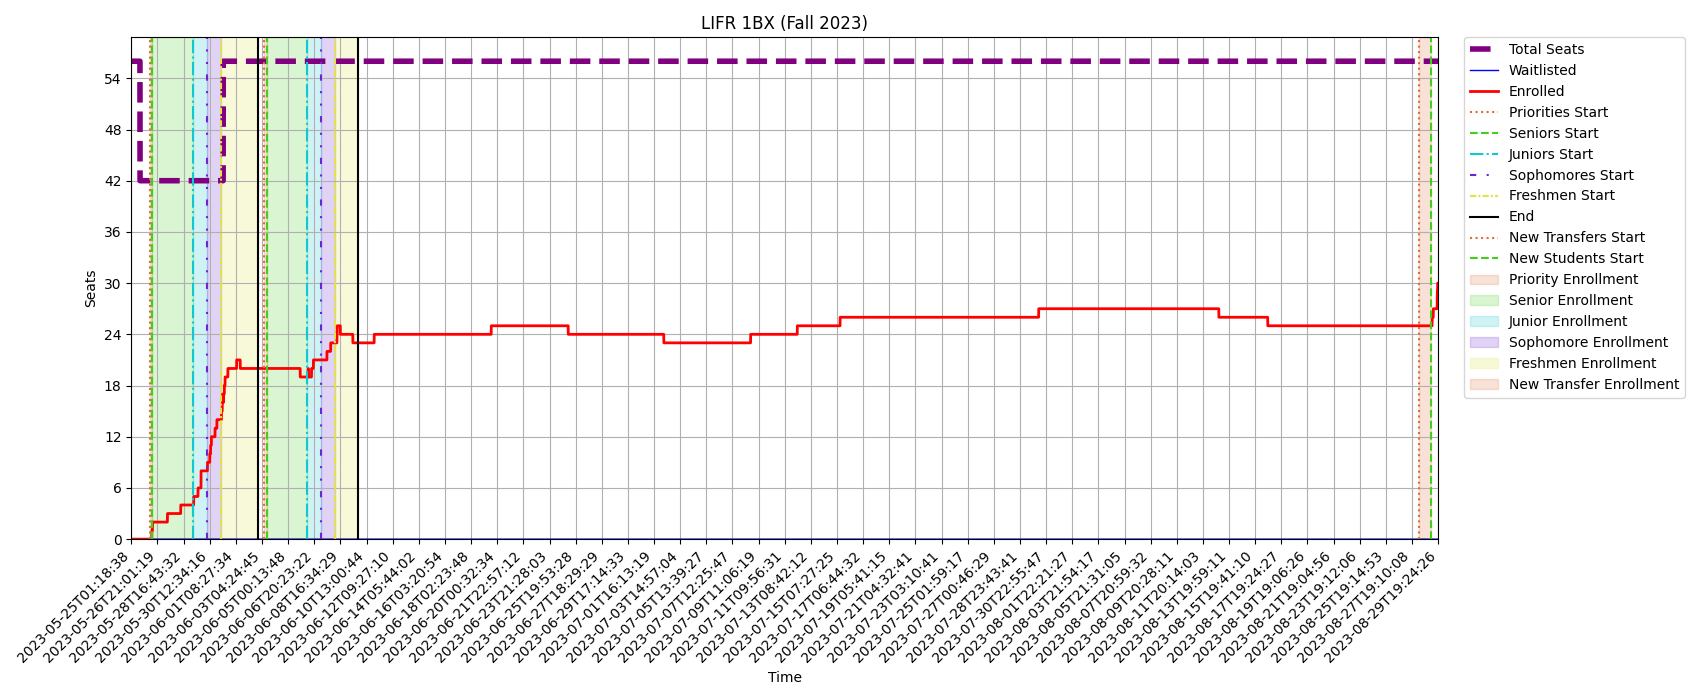 LIFR 1BX (Fall 2023)
Seats
54
48
42
36
30
24
18
12
6
0
2023-05-25T01:18:38
2023-05-26T21:01:19
2023-05-28T16:43:32
2023-05-30T12:34:16
2023-06-01T08:27:34
2023-06-03T04:24:45
2023-06-05T00:13:48
2023-06-06T20:23:22
2023-06-08T16:34:29
2023-06-10T13:00:44
2023-06-12T09:27:10
2023-06-14T05:44:02
2023-06-16T03:20:54
2023-06-18T02:23:48
2023-06-20T00:32:34
2023-06-21T22:57:12
2023-06-23T21:28:03
2023-06-25T19:53:28
2023-06-27T18:29:29
2023-06-29T17:14:33
2023-07-01T16:13:19
2023-07-03T14:57:04
2023-07-05T13:39:27
2023-07-07T12:25:47
2023-07-09T11:06:19
2023-07-11T09:56:31
2023-07-13T08:42:12
2023-07-15T07:27:25
2023-07-17T06:44:32
2023-07-19T05:41:15
2023-07-21T04:32:41
2023-07-23T03:10:41
2023-07-25T01:59:17
2023-07-27T00:46:29
2023-07-28T23:43:41
2023-07-30T22:55:47
2023-08-01T22:21:27
2023-08-03T21:54:17
2023-08-05T21:31:05
2023-08-07T20:59:32
2023-08-09T20:28:11
2023-08-11T20:14:03
2023-08-13T19:59:11
2023-08-15T19:41:10
2023-08-17T19:24:27
2023-08-19T19:06:26
2023-08-21T19:04:56
2023-08-23T19:12:06
2023-08-25T19:14:53
2023-08-27T19:10:08
2023-08-29T19:24:26
Time
Total Seats
Waitlisted
Enrolled
Priorities Start
Seniors Start
Juniors Start
Sophomores Start
Freshmen Start
End
New Transfers Start
New Students Start
Priority Enrollment
Senior Enrollment
Junior Enrollment
Sophomore Enrollment
Freshmen Enrollment
New Transfer Enrollment